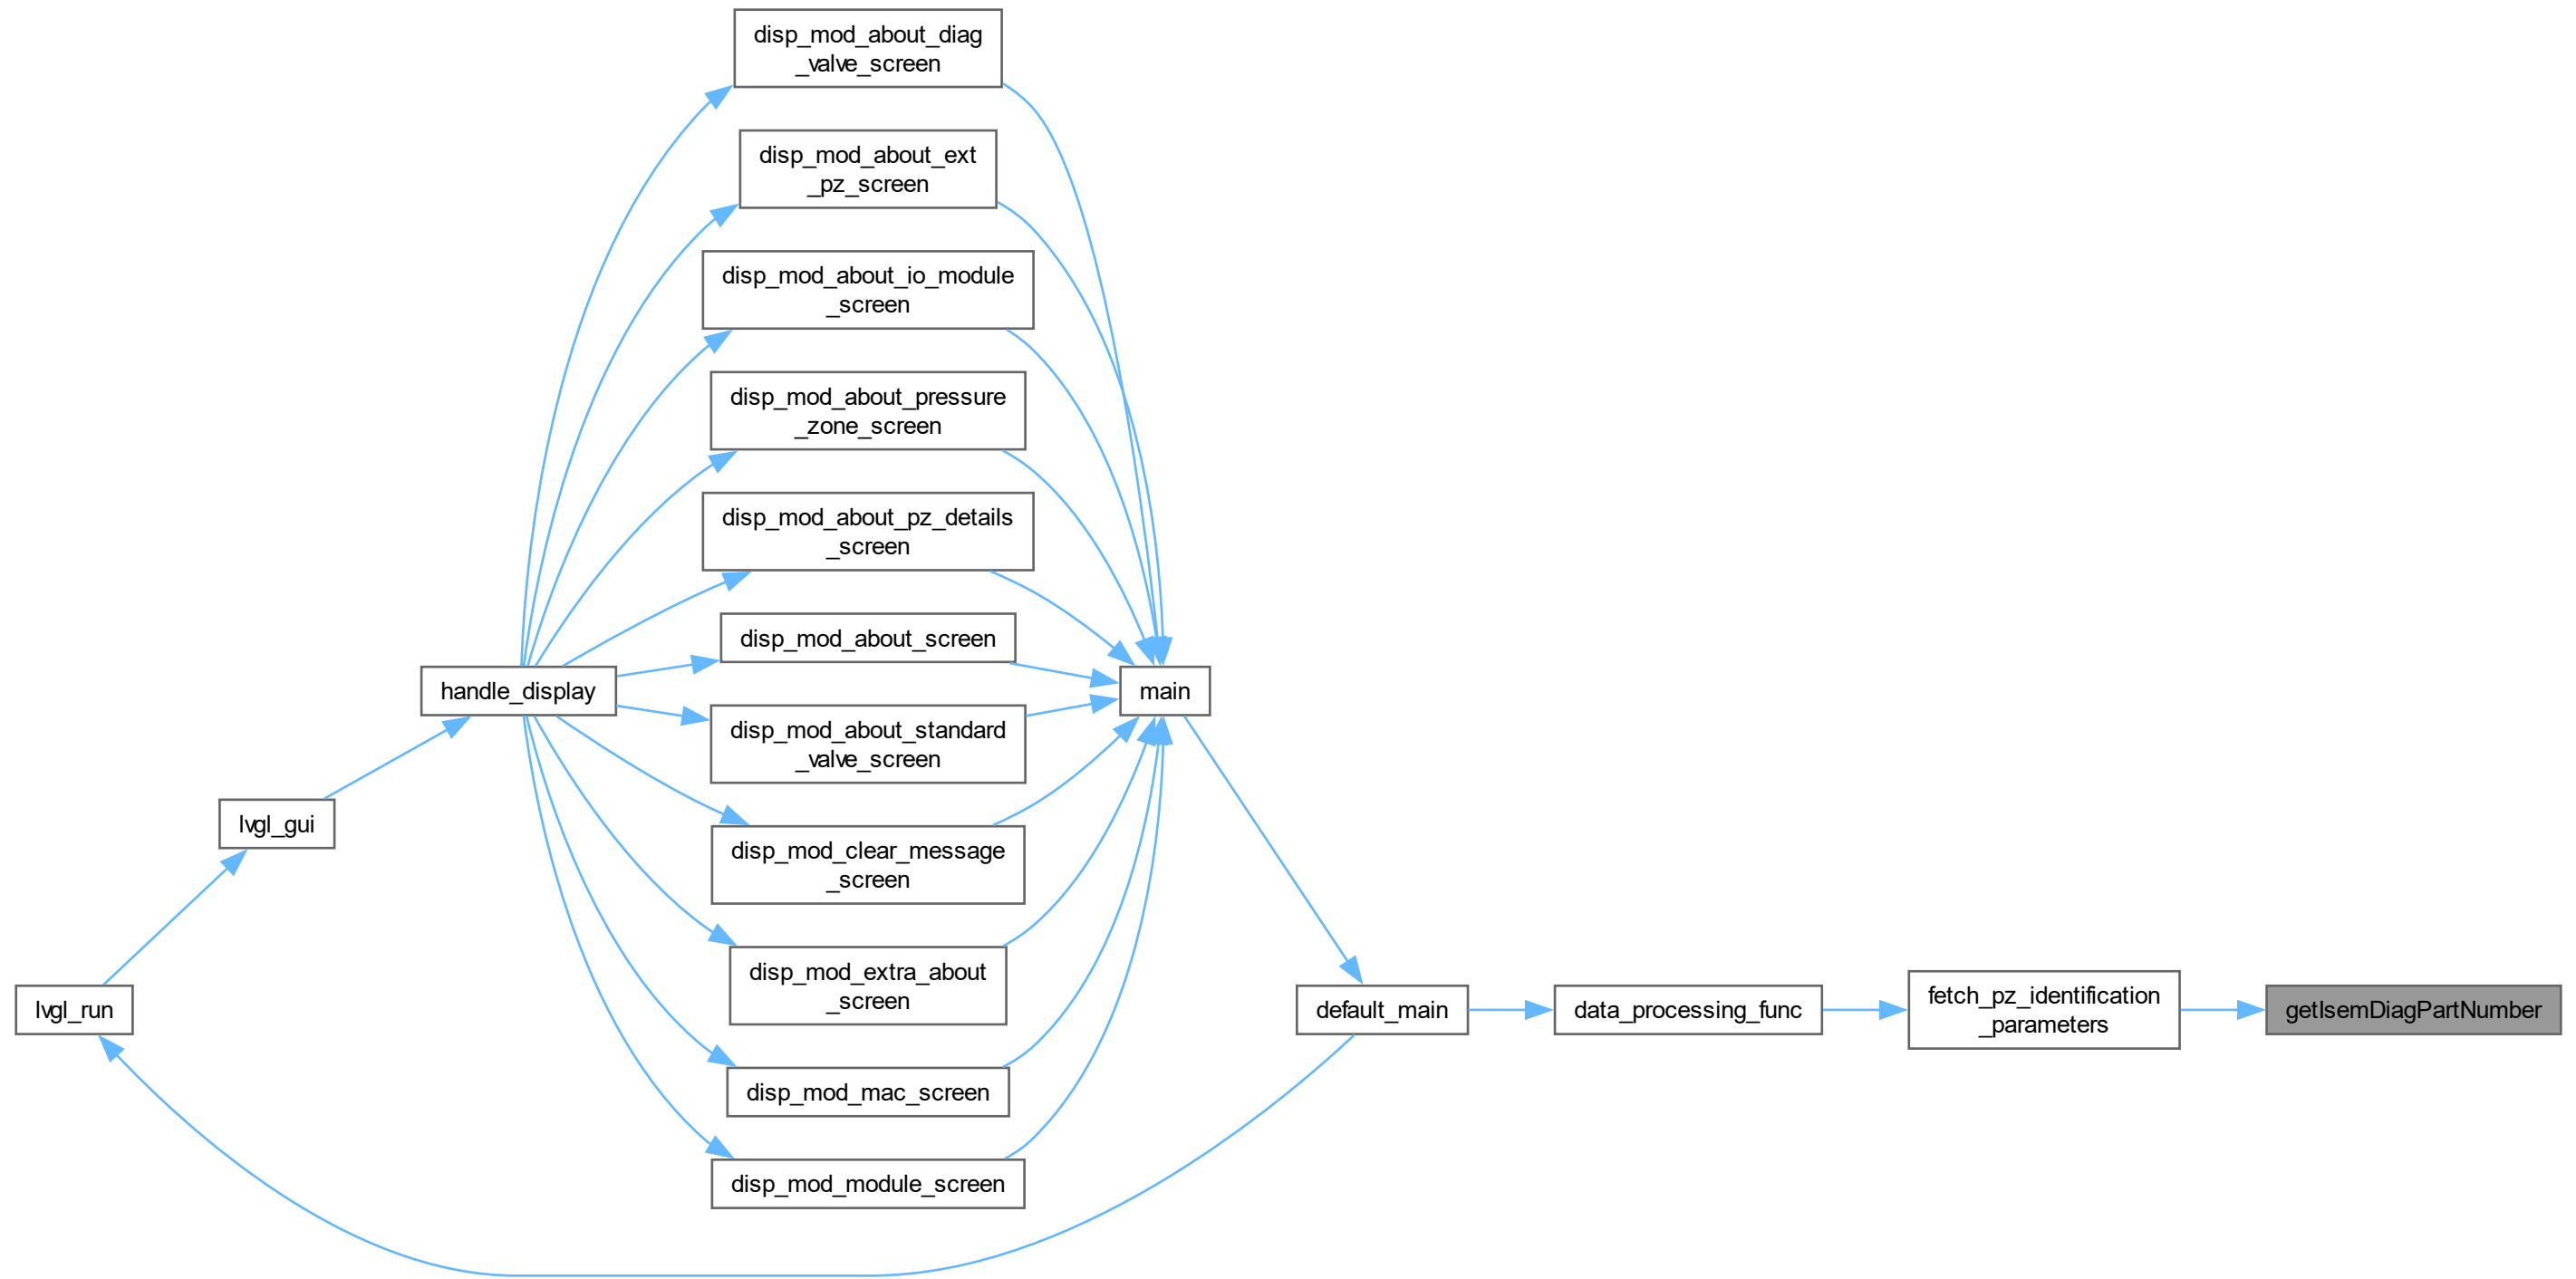 disp_mod_about_diag
_valve_screen
disp_mod_about_ext
_pz_screen
disp_mod_about_io_module
_screen
disp_mod_about_pressure
_zone_screen
disp_mod_about_pz_details
_screen
disp_mod_about_screen
handle_display
main
disp_mod_about_standard
_valve_screen
lvgl_gui
disp_mod_clear_message
_screen
disp_mod_extra_about
_screen
lvgl_run
default_main
data_processing_func
fetch_pz_identification
_parameters
getIsemDiagPartNumber
disp_mod_mac_screen
disp_mod_module_screen